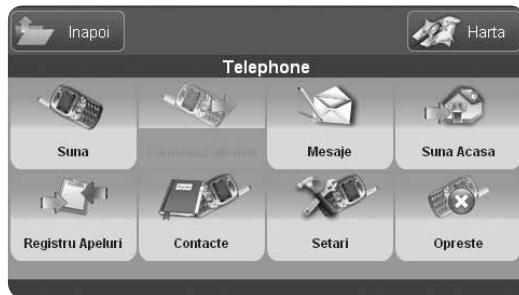 Inapoi
Harta
Telephone
Suna
Mesaje
Suna Acasa
Registru Apeluri
Contacte
Setari
Opreste